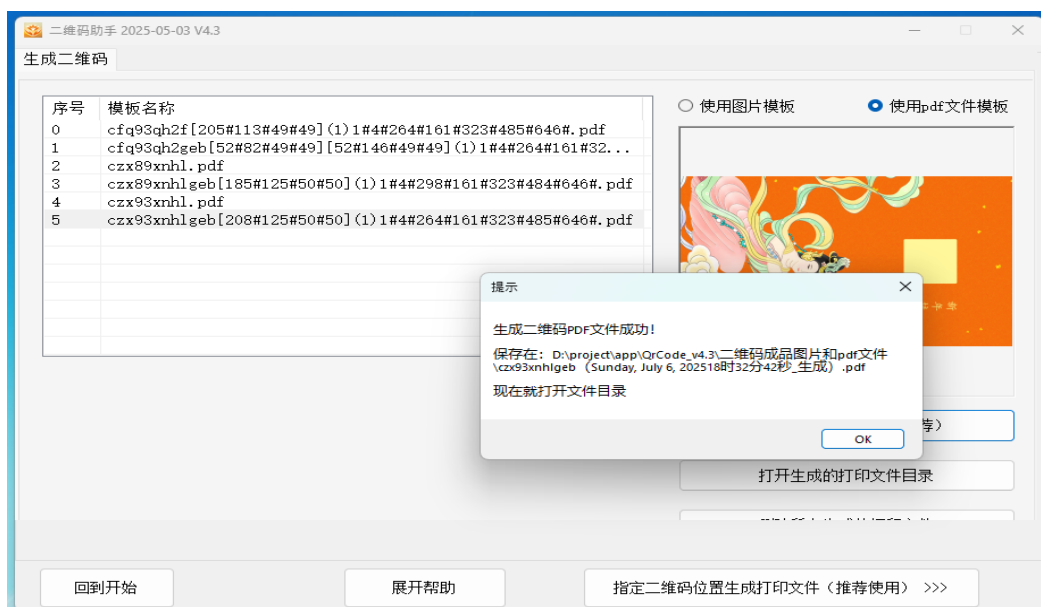 二维码助手 2025-05-03 V4.3
生成二维码
序号 模板名称
0 cfq93qh2f[205#113#49#49](1)1#4#264#161#323#485#646#.pdf
1 cfq93qh2geb[52#82#49#49][52#146#49#49](1)1#4#264#161#32...
2 czx89xnhl.pdf
3 czx89xnhlgeb[185#125#50#50](1)1#4#298#161#323#484#646#.pdf
4 czx93xnhl.pdf
5 czx93xnhlgeb[208#125#50#50](1)1#4#264#161#323#485#646#.pdf
使用图片模板 使用pdf文件模板
提示
生成二维码PDF文件成功!
保存在: D:\project\app\QrCode_v4.3\二维码成品图片和pdf文件
\czx93xnhlgeb (Sunday, July 6, 202518时32分42秒_生成) .pdf
现在就打开文件目录
OK
荐)
打开生成的打印文件目录
回到开始
展开帮助
指定二维码位置生成打印文件(推荐使用) >>>